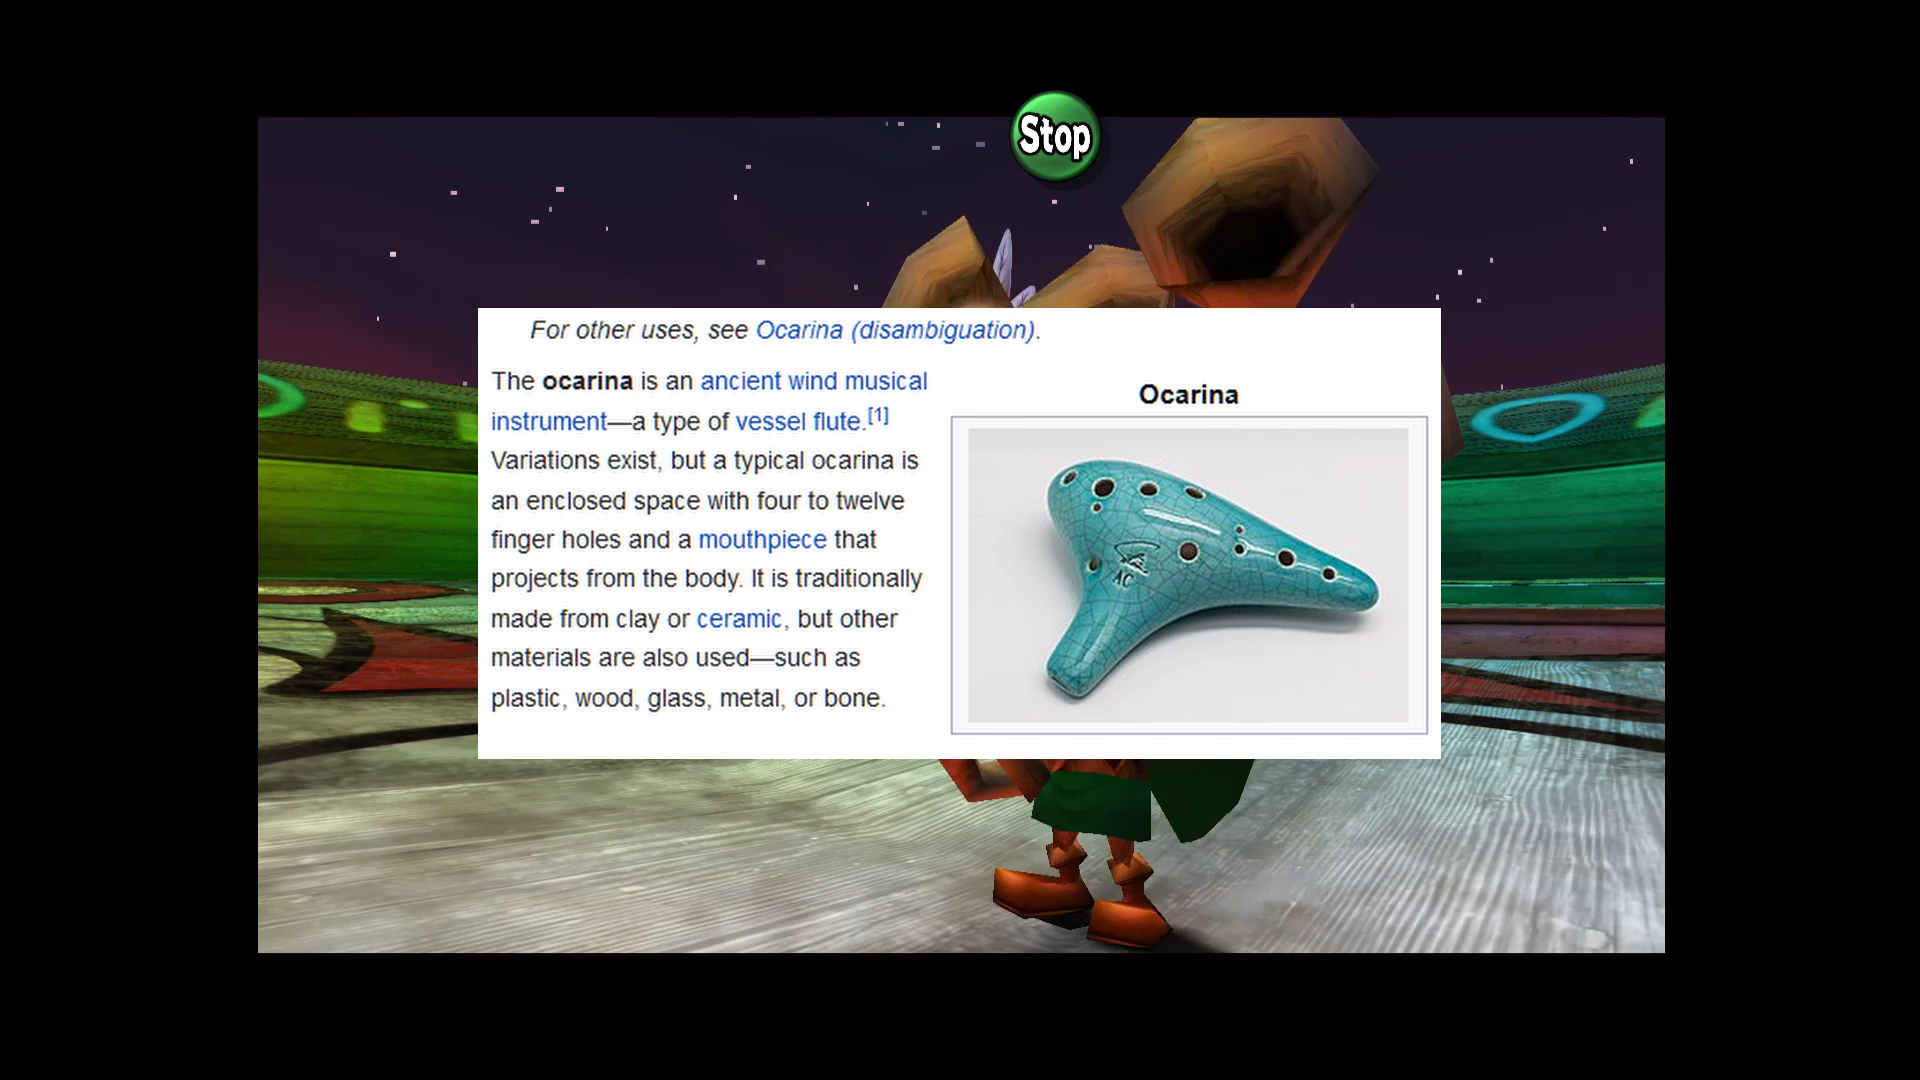 Stop
For other uses, see Ocarina (disambiguation).
The ocarina is an ancient wind musical
instrument—a type of vessel flute.[1]
Variations exist, but a typical ocarina is
an enclosed space with four to twelve
finger holes and a mouthpiece that
projects from the body. It is traditionally
made from clay or ceramic, but other
materials are also used—such as
plastic, wood, glass, metal, or bone.
Ocarina
AC